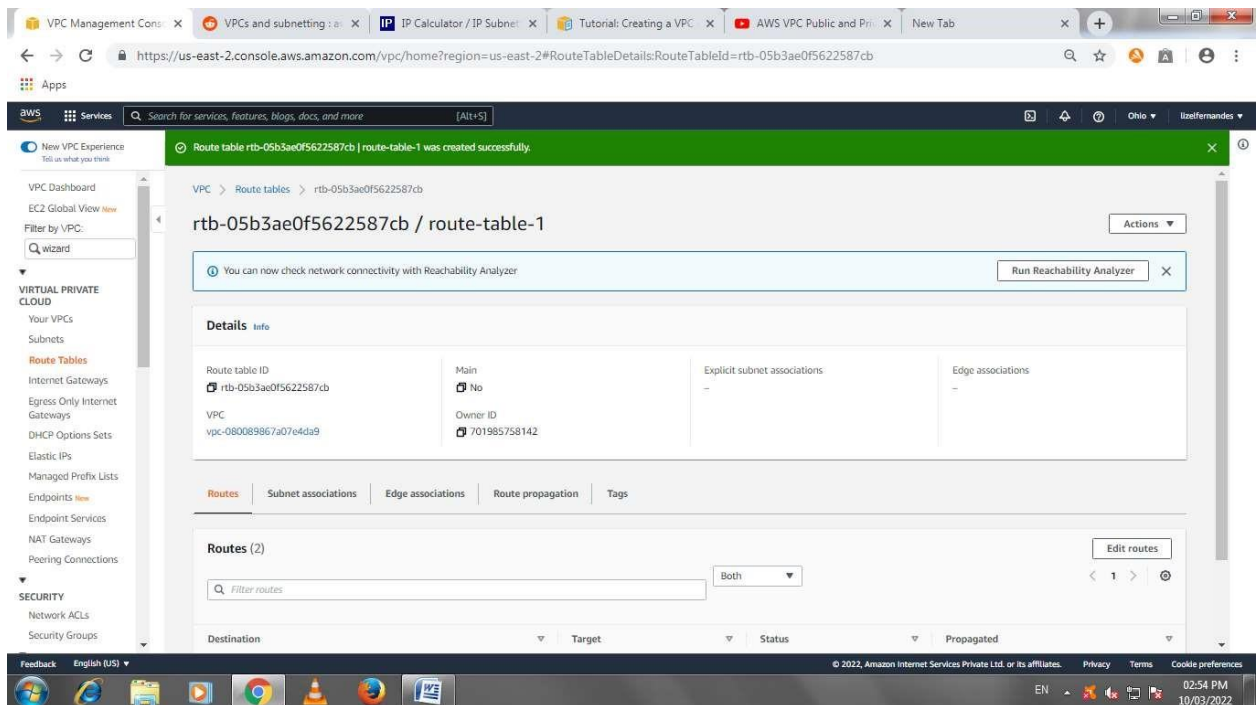 VPC Management Cons
VPCs and subnetting : a
IP IP Calculator / IP Subnet
Tutorial: Creating a VPC
AWS VPC Public and Pri
New Tab
https://us-east-2.console.aws.amazon.com/vpc/home?region=us-east-2#RouteTableDetails:RouteTableId=rtb-05b3ae0f5622587cb
Apps
aws Services Search for services, features, blogs, docs, and more [Alt+S] Ohio lizelfernandes
New VPC Experience
Tell us what you think
Route table rtb-05b3ae0f5622587cb | route-table-1 was created successfully.
VPC Dashboard
EC2 Global View New
Filter by VPC:
wizard
VIRTUAL PRIVATE
CLOUD
Your VPCs
Subnets
Route Tables
Internet Gateways
Egress Only Internet
Gateways
DHCP Options Sets
Elastic IPs
Managed Prefix Lists
Endpoints New
Endpoint Services
NAT Gateways
Peering Connections
SECURITY
Network ACLs
Security Groups
VPC > Route tables > rtb-05b3ae0f5622587cb
rtb-05b3ae0f5622587cb / route-table-1
Actions
You can now check network connectivity with Reachability Analyzer
Run Reachability Analyzer
Details Info
Route table ID
rtb-05b3ae0f5622587cb
Main
No
Explicit subnet associations
–
Edge associations
–
VPC
vpc-080089867a07e4da9
Owner ID
701985758142
Routes Subnet associations Edge associations Route propagation Tags
Routes (2)
Edit routes
Filter routes
Both
1
Destination Target Status Propagated
Feedback English (US) © 2022, Amazon Internet Services Private Ltd. or its affiliates. Privacy Terms Cookie preferences
EN
02:54 PM
10/03/2022